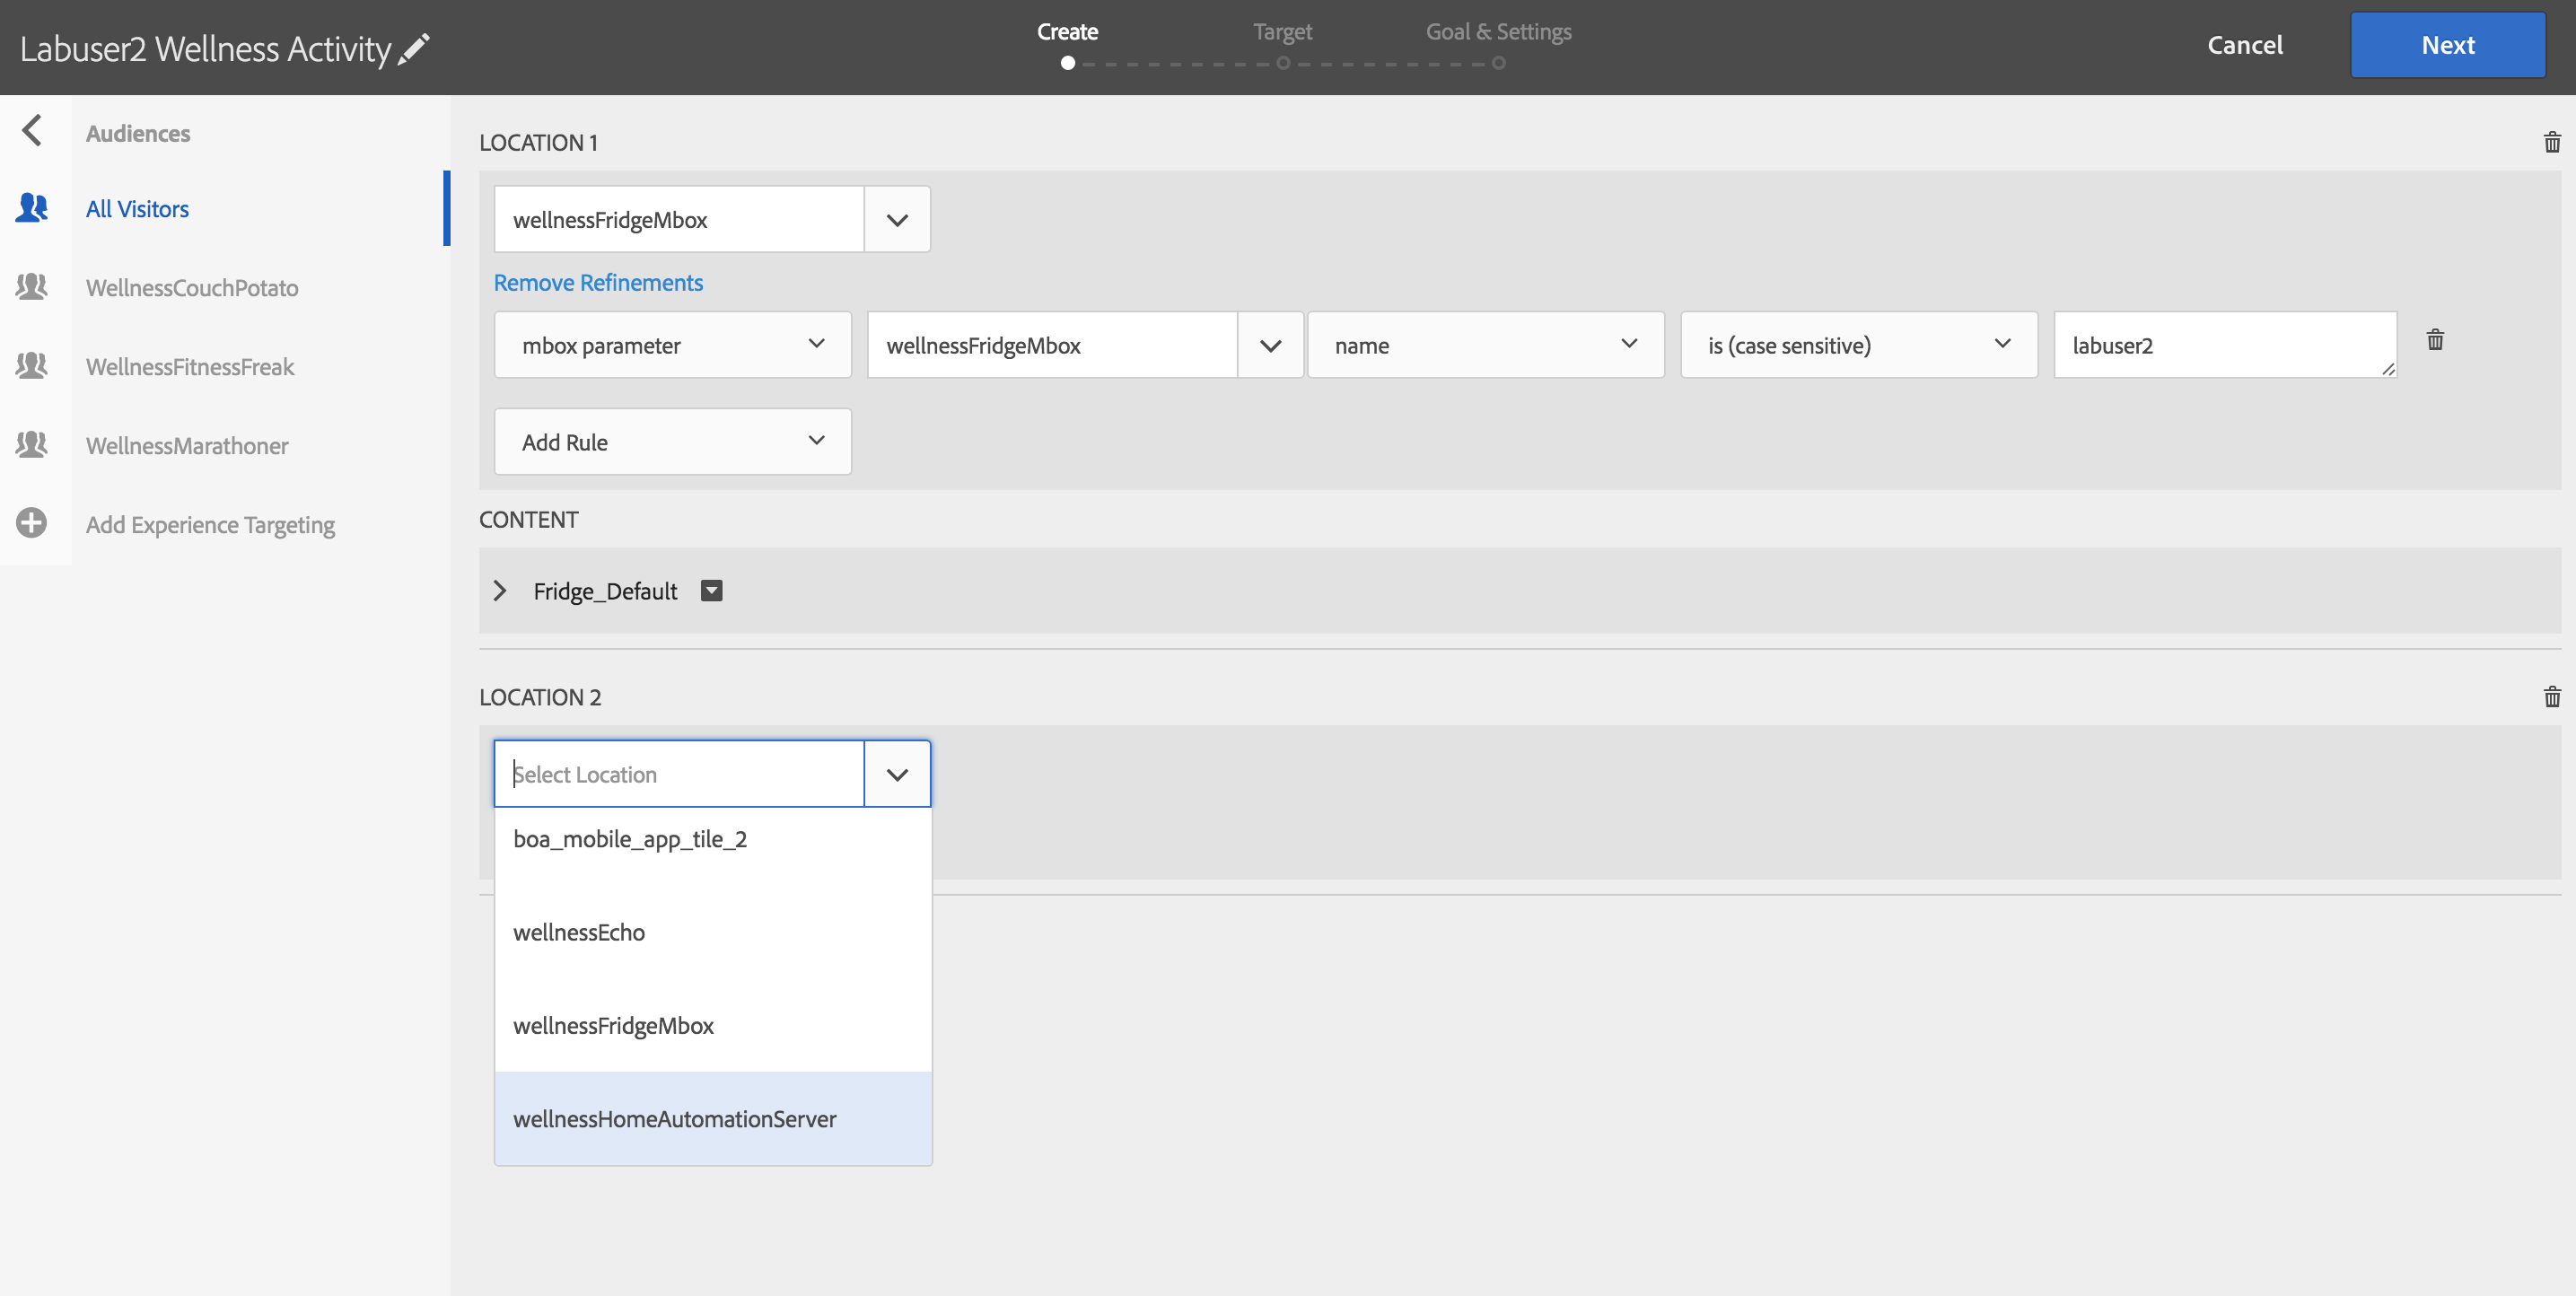 Labuser2 Wellness Activity
Create
Target
Goal & Settings
Cancel
Next
Audiences
All Visitors
WellnessCouchPotato
WellnessFitnessFreak
WellnessMarathoner
Add Experience Targeting
LOCATION 1
wellnessFridgeMbox
Remove Refinements
mbox parameter
wellnessFridgeMbox
name
is (case sensitive)
labuser2
Add Rule
CONTENT
Fridge_Default
LOCATION 2
Select Location
boa_mobile_app_tile_2
wellnessEcho
wellnessFridgeMbox
wellnessHomeAutomationServer